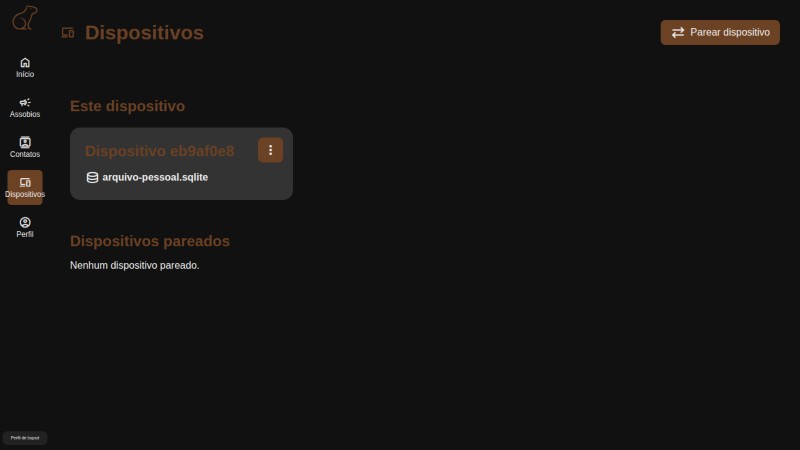 Dispositivos
Parear dispositivo
Início
Assobios
Contatos
Dispositivos
Perfil
Este dispositivo
Dispositivo eb9af0e8
arquivo-pessoal.sqlite
Dispositivos pareados
Nenhum dispositivo pareado.